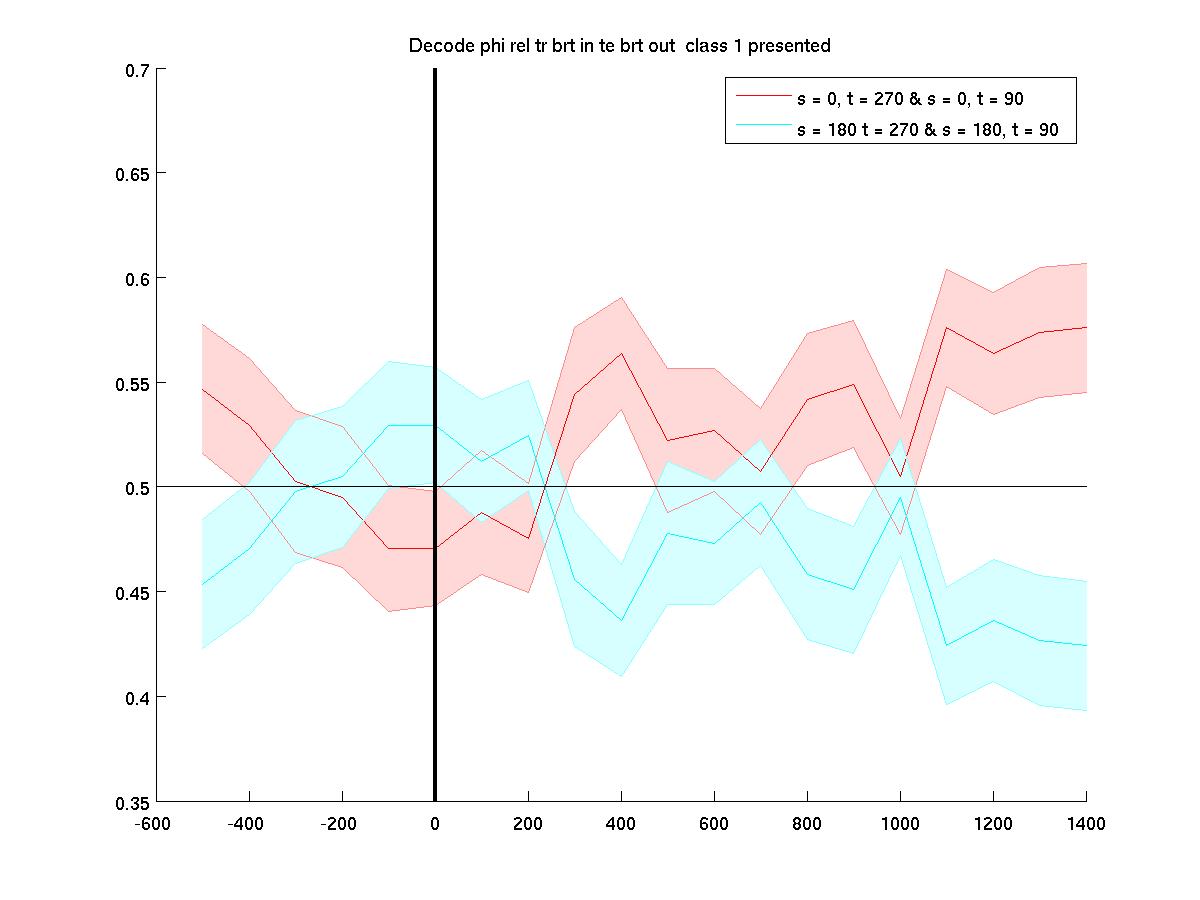 Decode phi rel tr brt in te brt out  class 1 presented
0.7
s = 0, t = 270 & s = 0, t = 90
s = 180 t = 270 & s = 180, t = 90
0.65
0.6
0.55
0.5
0.45
0.4
0.35
-600 -400 -200 0 200 400 600 800 1000 1200 1400